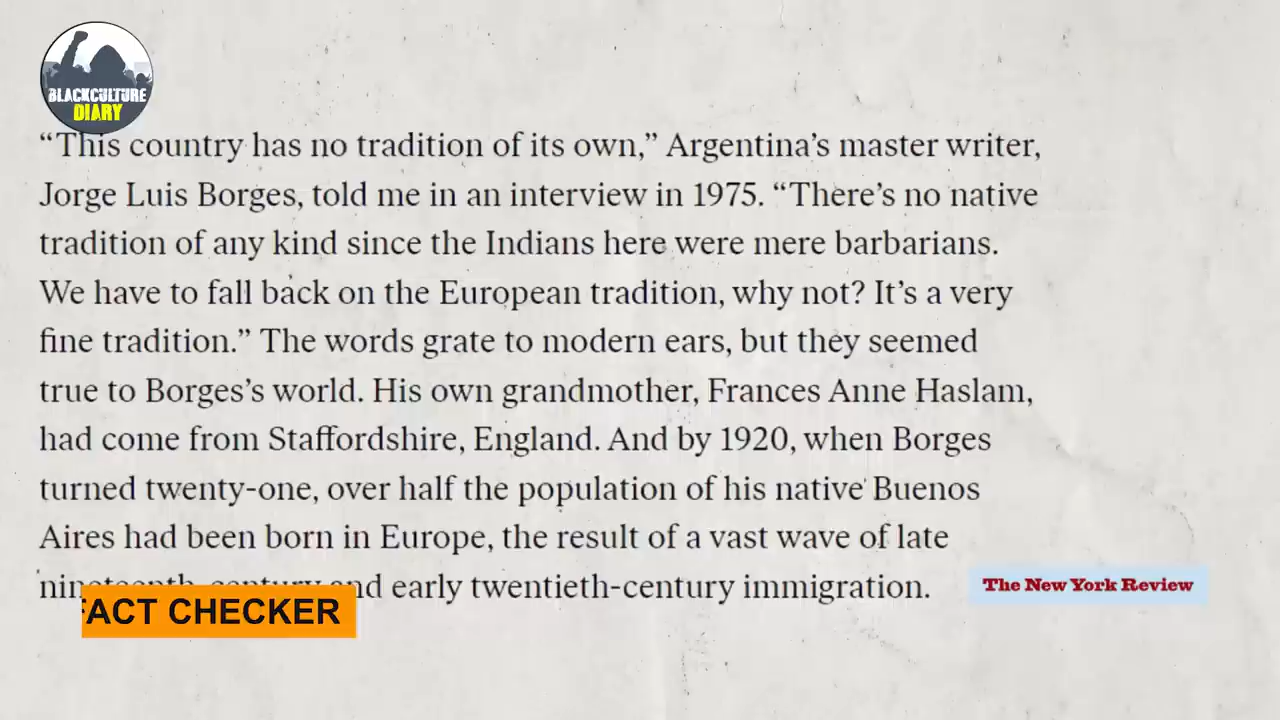 BLACKCULTURE
DIARY
“This country has no tradition of its own,” Argentina’s master writer,
Jorge Luis Borges, told me in an interview in 1975. “There’s no native
tradition of any kind since the Indians here were mere barbarians.
We have to fall back on the European tradition, why not? It’s a very
fine tradition.” The words grate to modern ears, but they seemed
true to Borges’s world. His own grandmother, Frances Anne Haslam,
had come from Staffordshire, England. And by 1920, when Borges
turned twenty-one, over half the population of his native Buenos
Aires had been born in Europe, the result of a vast wave of late
nineteenth-century and early twentieth-century immigration.
The New York Review
FACT CHECKER